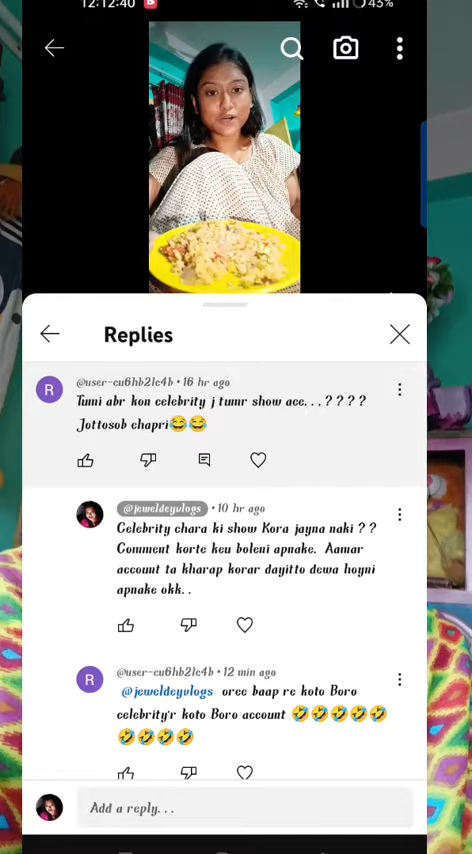 12:12:40
43%
Replies
R
@user-cu6hb2lc4b • 16 hr ago
Tumi abr kon celebrity j tumr show ace. . . ? ? ? ?
Jottosob chapri😂😂
@jeweldeyvlogs • 10 hr ago
Celebrity chara ki show Kora jayna naki ? ?
Comment korte keu boleni apnake. Aamar
account ta kharap korar dayitto dewa hoyni
apnake okk. .
R
@user-cu6hb2lc4b • 12 min ago
@jeweldeyvlogs oree baap re koto Boro
celebrity'r koto Boro account 🤣🤣🤣🤣🤣
🤣🤣🤣🤣
Add a reply. . .